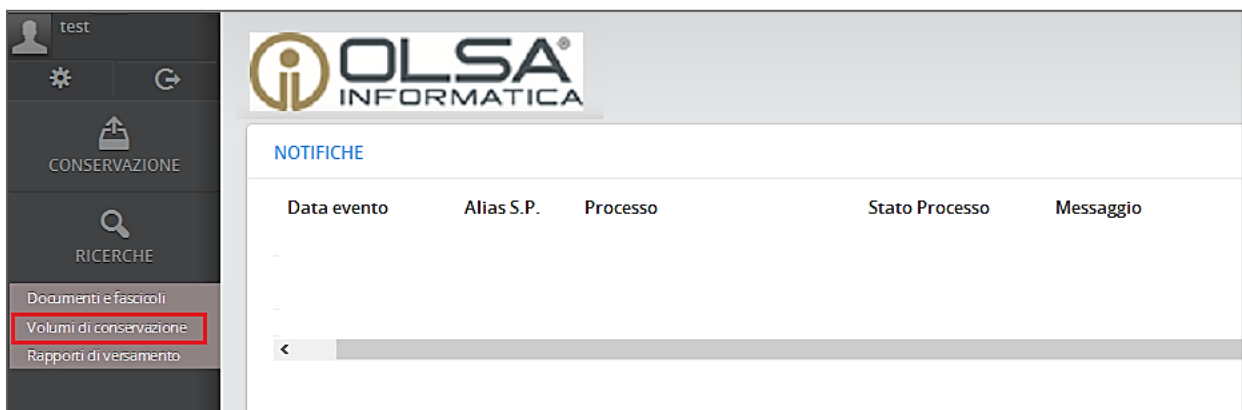 test
CONSERVAZIONE
RICERCHE
Documenti e fascicoli
Volumi di conservazione
Rapporti di versamento
OLSA®
INFORMATICA
NOTIFICHE
Data evento Alias S.P. Processo Stato Processo Messaggio